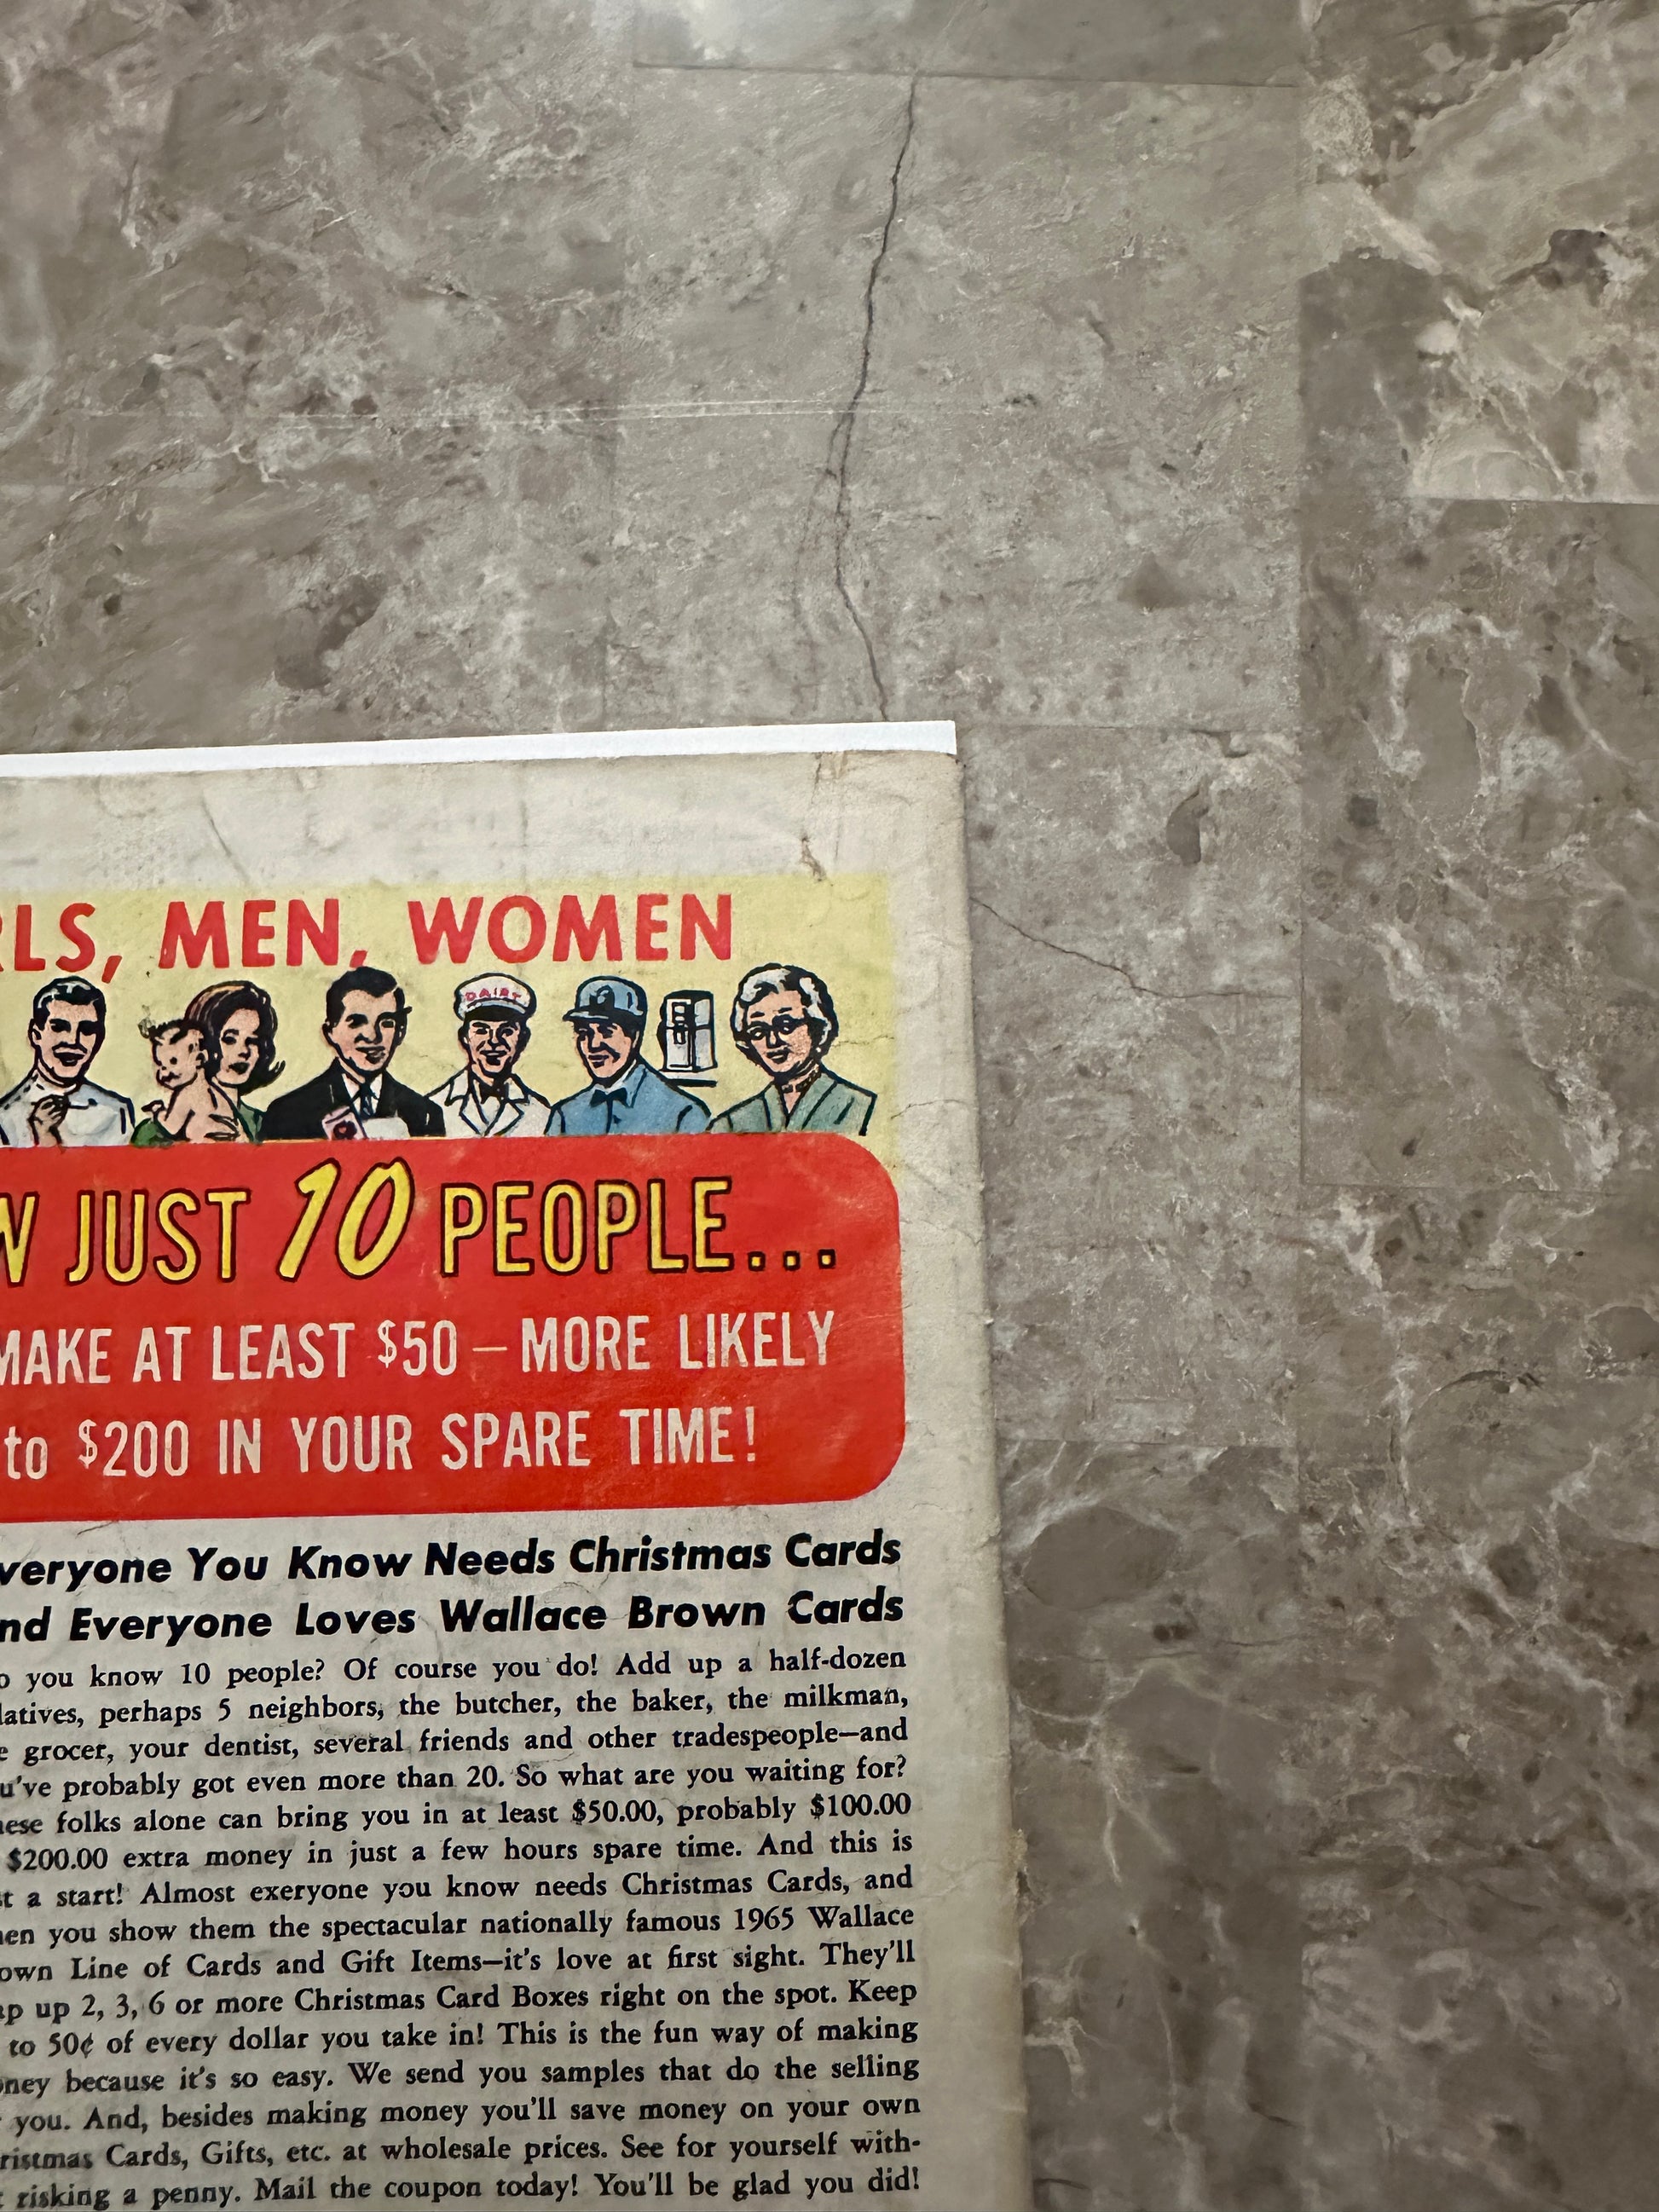 RLS, MEN, WOMEN
DAIRY
W JUST 10 PEOPLE...
MAKE AT LEAST $50 – MORE LIKELY
to $200 IN YOUR SPARE TIME!
veryone You Know Needs Christmas Cards
nd Everyone Loves Wallace Brown Cards
o you know 10 people? Of course you do! Add up a half-dozen
latives, perhaps 5 neighbors, the butcher, the baker, the milkman,
e grocer, your dentist, several friends and other tradespeople—and
u've probably got even more than 20. So what are you waiting for?
hese folks alone can bring you in at least $50.00, probably $100.00
$200.00 extra money in just a few hours spare time. And this is
st a start! Almost exeryone you know needs Christmas Cards, and
hen you show them the spectacular nationally famous 1965 Wallace
own Line of Cards and Gift Items—it's love at first sight. They'll
ap up 2, 3, 6 or more Christmas Card Boxes right on the spot. Keep
to 50¢ of every dollar you take in! This is the fun way of making
oney because it's so easy. We send you samples that do the selling
r you. And, besides making money you'll save money on your own
ristmas Cards, Gifts, etc. at wholesale prices. See for yourself with-
t risking a penny. Mail the coupon today! You'll be glad you did!